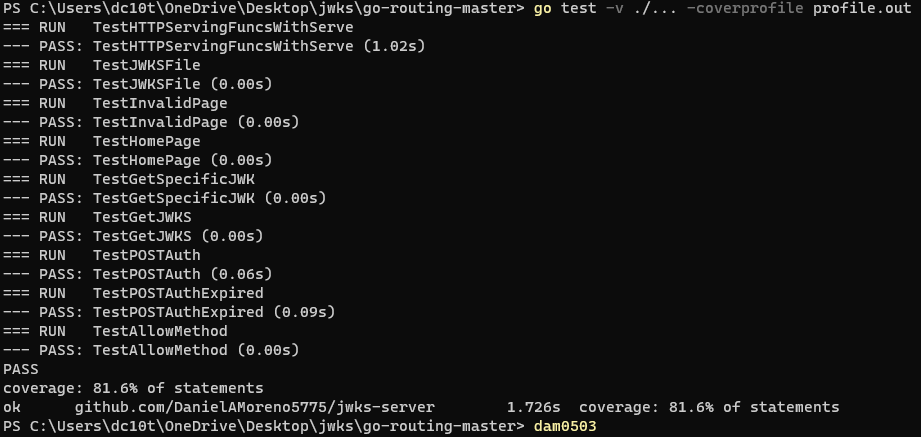 PS C:\Users\dc10t\OneDrive\Desktop\jwks\go-routing-master> go test -v ./... -coverprofile profile.out
=== RUN   TestHTTPServingFuncsWithServe
--- PASS: TestHTTPServingFuncsWithServe (1.02s)
=== RUN   TestJWKSFile
--- PASS: TestJWKSFile (0.00s)
=== RUN   TestInvalidPage
--- PASS: TestInvalidPage (0.00s)
=== RUN   TestHomePage
--- PASS: TestHomePage (0.00s)
=== RUN   TestGetSpecificJWK
--- PASS: TestGetSpecificJWK (0.00s)
=== RUN   TestGetJWKS
--- PASS: TestGetJWKS (0.00s)
=== RUN   TestPOSTAuth
--- PASS: TestPOSTAuth (0.06s)
=== RUN   TestPOSTAuthExpired
--- PASS: TestPOSTAuthExpired (0.09s)
=== RUN   TestAllowMethod
--- PASS: TestAllowMethod (0.00s)
PASS
coverage: 81.6% of statements
ok      github.com/DanielAMoreno5775/jwks-server        1.726s  coverage: 81.6% of statements
PS C:\Users\dc10t\OneDrive\Desktop\jwks\go-routing-master> dam0503